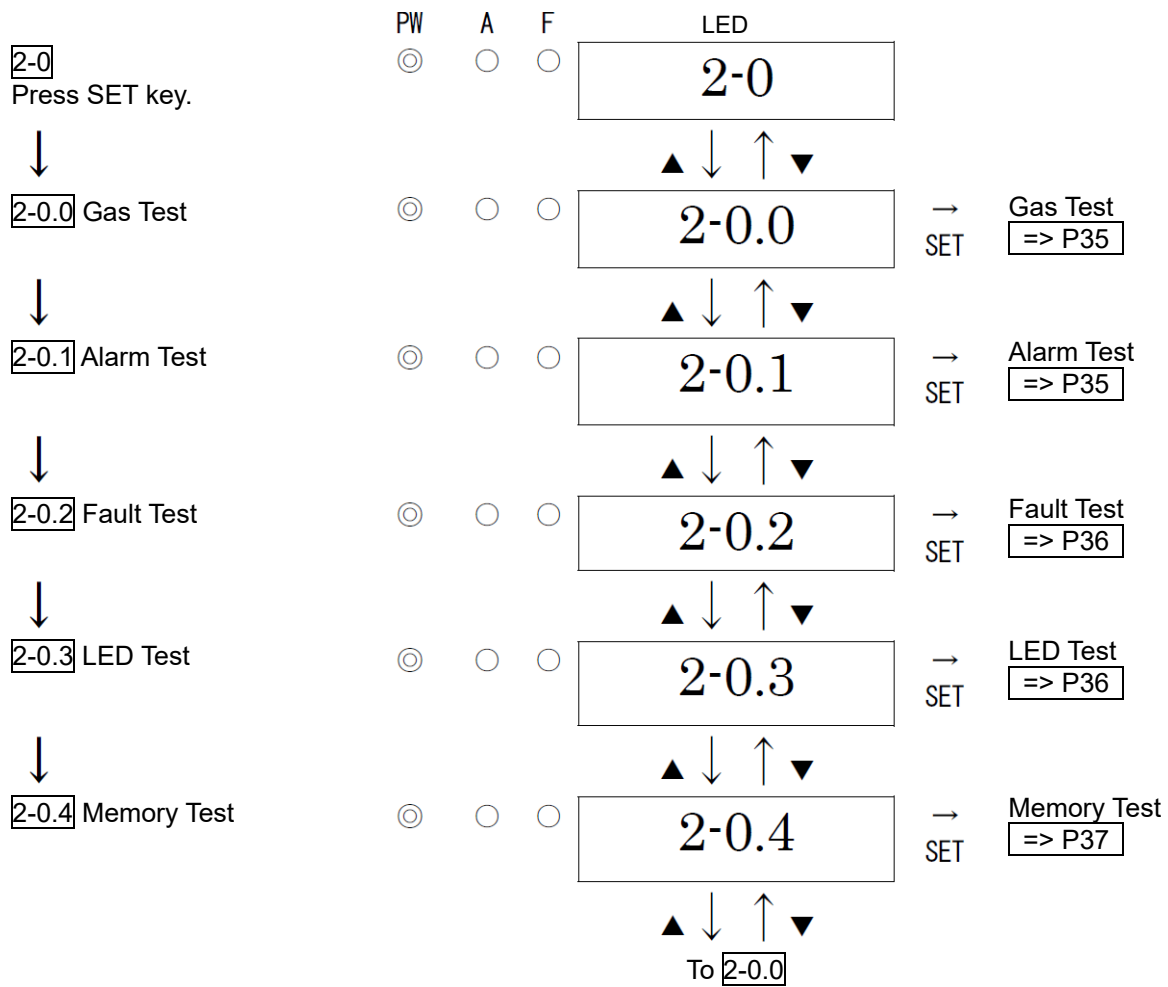 PW A F LED
2-0 ◎ ○ ○ 2-0
Press SET key.
↓ ▲ ↓ ↑ ▼
2-0.0 Gas Test ◎ ○ ○ 2-0.0 → Gas Test
SET => P35
↓ ▲ ↓ ↑ ▼
2-0.1 Alarm Test ◎ ○ ○ 2-0.1 → Alarm Test
SET => P35
↓ ▲ ↓ ↑ ▼
2-0.2 Fault Test ◎ ○ ○ 2-0.2 → Fault Test
SET => P36
↓ ▲ ↓ ↑ ▼
2-0.3 LED Test ◎ ○ ○ 2-0.3 → LED Test
SET => P36
↓ ▲ ↓ ↑ ▼
2-0.4 Memory Test ◎ ○ ○ 2-0.4 → Memory Test
SET => P37
▲ ↓ ↑ ▼
To 2-0.0